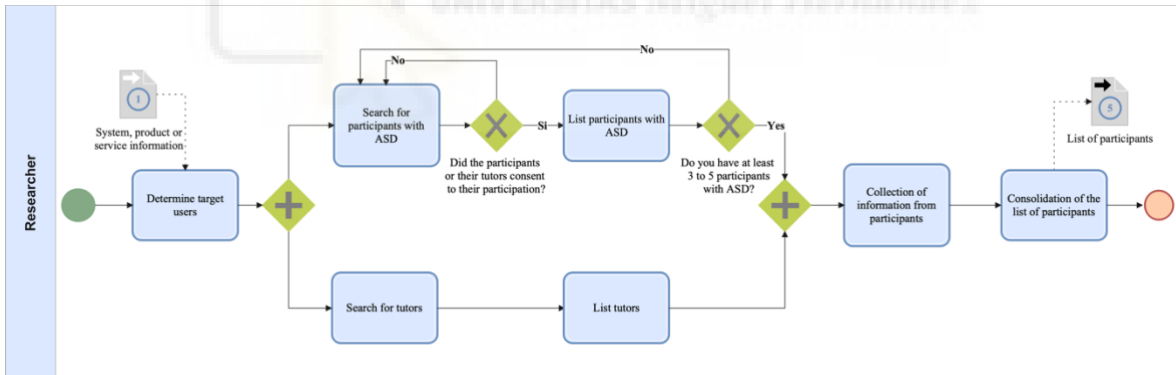 Researcher
1
System, product or
service information
Determine target
users
Search for
participants with
ASD
No
Did the participants
or their tutors consent
to their participation?
Si
List participants with
ASD
No
Do you have at least
3 to 5 participants
with ASD?
Yes
Search for tutors
List tutors
Collection of
information from
participants
Consolidation of the
list of participants
5
List of participants